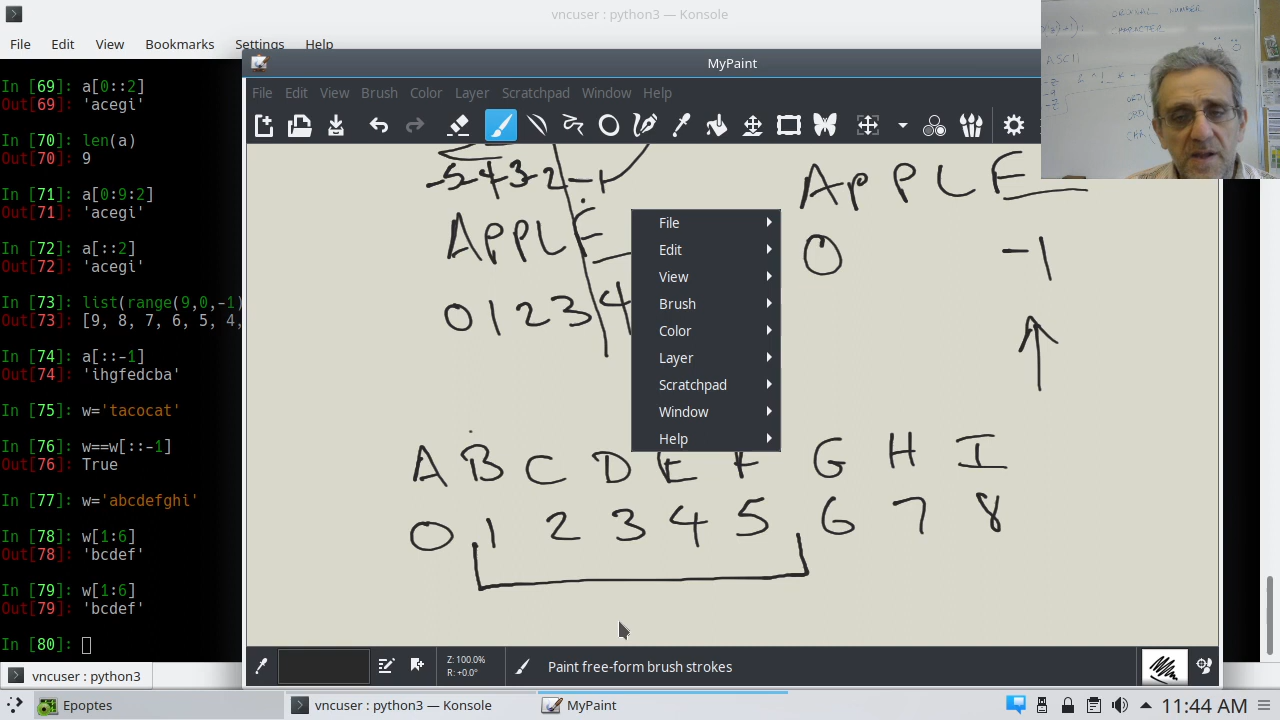 vncuser : python3 — Konsole
File Edit View Bookmarks Settings Help
In [69]: a[0::2]
Out[69]: 'acegi'
In [70]: len(a)
Out[70]: 9
In [71]: a[0:9:2]
Out[71]: 'acegi'
In [72]: a[::2]
Out[72]: 'acegi'
In [73]: list(range(9,0,-1)
Out[73]: [9, 8, 7, 6, 5, 4,
In [74]: a[::-1]
Out[74]: 'ihgfedcba'
In [75]: w='tacocat'
In [76]: w==w[::-1]
Out[76]: True
In [77]: w='abcdefghi'
In [78]: w[1:6]
Out[78]: 'bcdef'
In [79]: w[1:6]
Out[79]: 'bcdef'
In [80]:
vncuser : python3
MyPaint
File Edit View Brush Color Layer Scratchpad Window Help
-5-4-3-2-1
APPLE
0 1 2 3 4
APPLE
0 -1
File
Edit
View
Brush
Color
Layer
Scratchpad
Window
Help
A B C D E F G H I
0 1 2 3 4 5 6 7 8
Z: 100.0%
R: +0.0°
Paint free-form brush strokes
ORDINAL NUMBER
CHARACTER
ASCII
Epoptes
vncuser : python3 — Konsole
MyPaint
11:44 AM